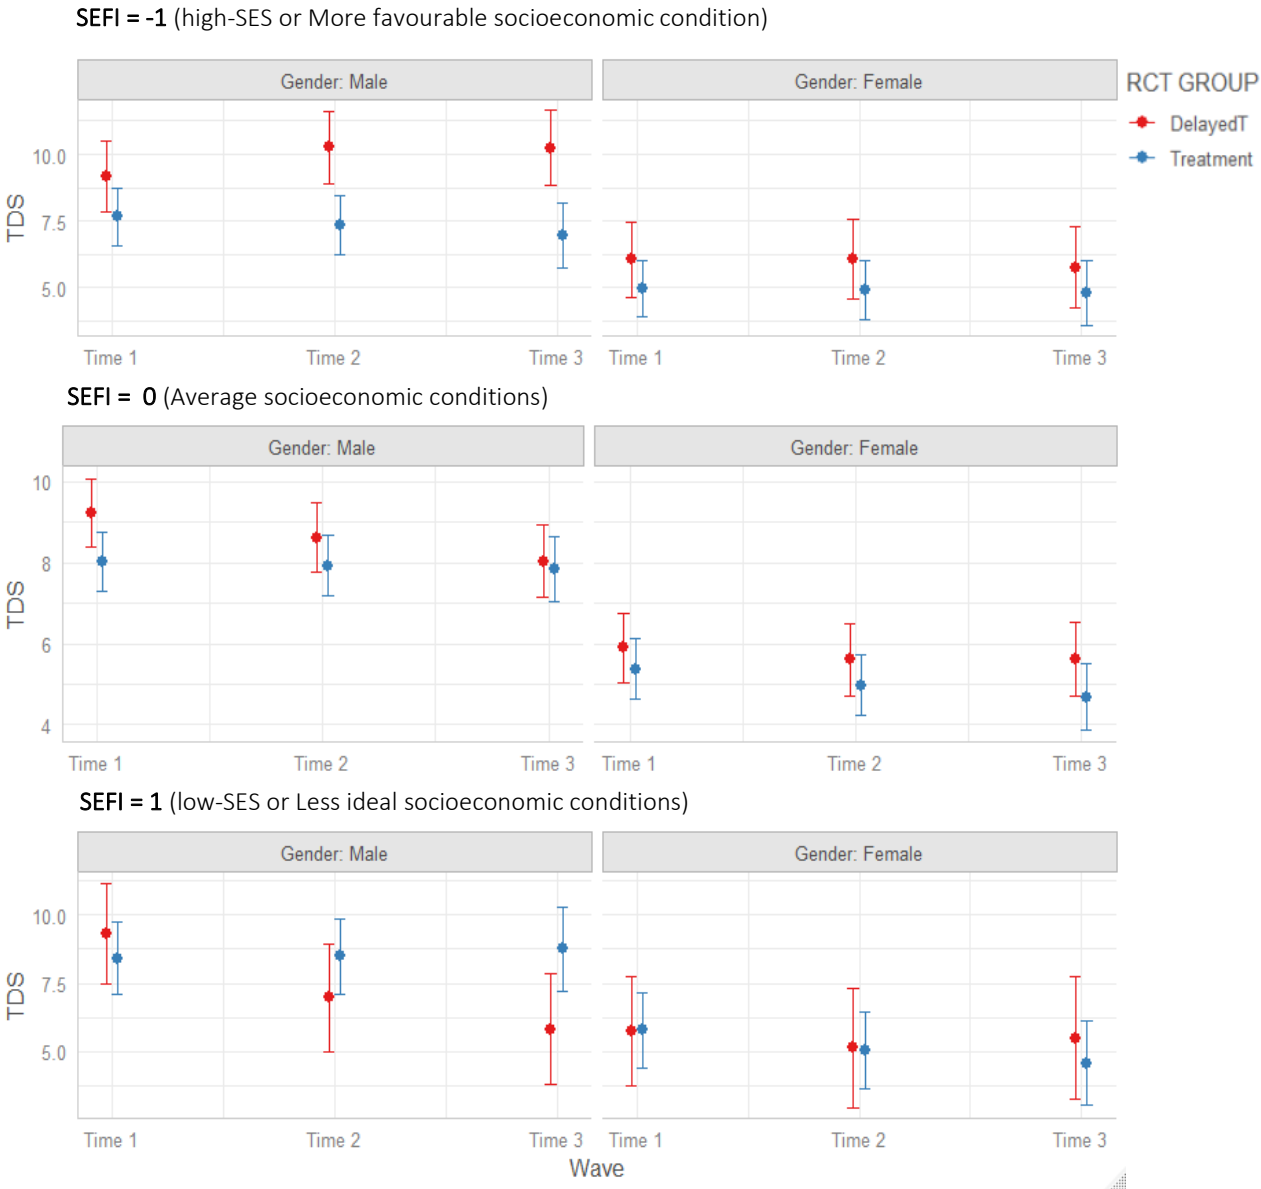 SEFI = -1 (high-SES or More favourable socioeconomic condition)
Gender: Male
Gender: Female
RCT GROUP
DelayedT
Treatment
TDS
10.0
7.5
5.0
Time 1
Time 2
Time 3
Time 1
Time 2
Time 3
SEFI = 0 (Average socioeconomic conditions)
Gender: Male
Gender: Female
TDS
10
8
6
4
Time 1
Time 2
Time 3
Time 1
Time 2
Time 3
SEFI = 1 (low-SES or Less ideal socioeconomic conditions)
Gender: Male
Gender: Female
TDS
10.0
7.5
5.0
Time 1
Time 2
Time 3
Time 1
Time 2
Time 3
Wave